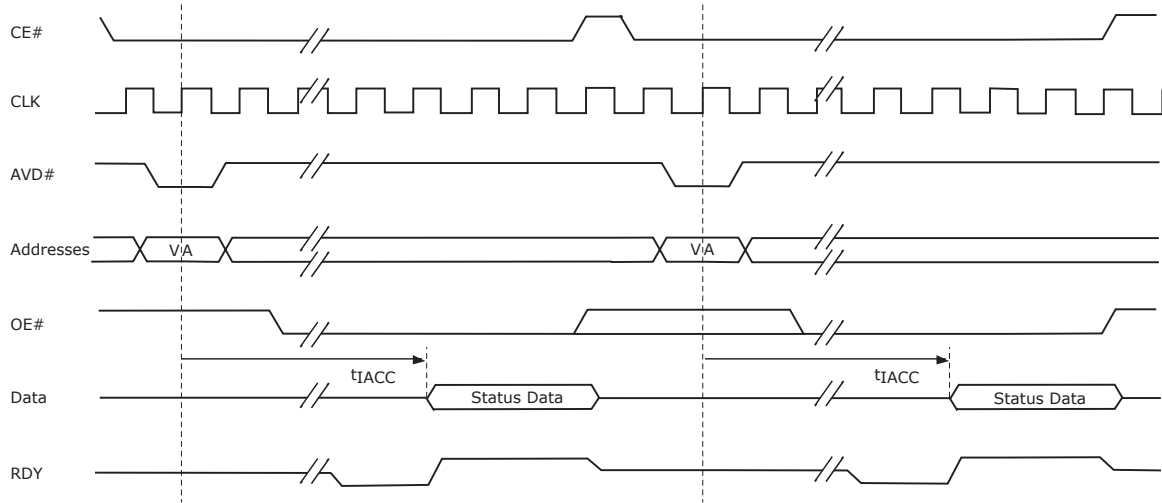 CE#
CLK
AVD#
Addresses VA VA
OE#
tIACC tIACC
Data Status Data Status Data
RDY